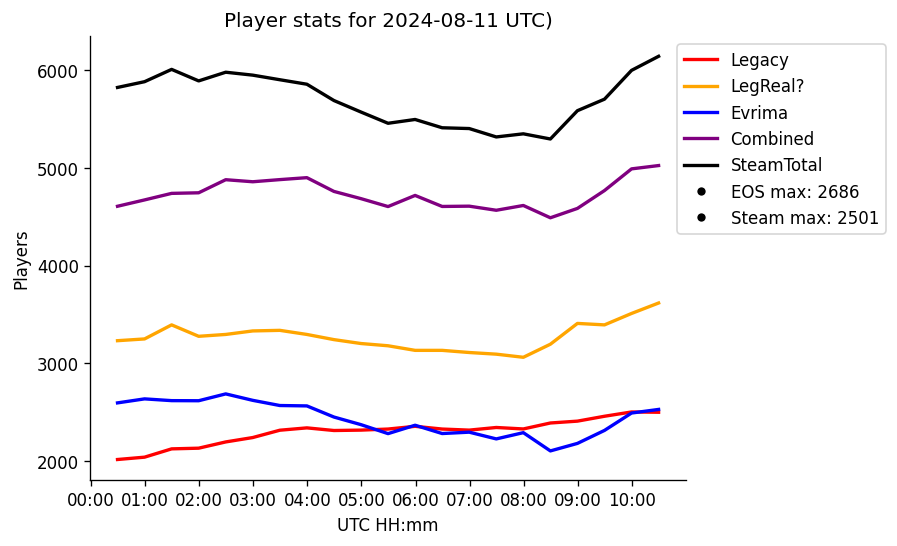 Player stats for 2024-08-11 UTC)
6000
5000
4000
3000
2000
Players
00:00 01:00 02:00 03:00 04:00 05:00 06:00 07:00 08:00 09:00 10:00
UTC HH:mm
Legacy
LegReal?
Evrima
Combined
SteamTotal
EOS max: 2686
Steam max: 2501